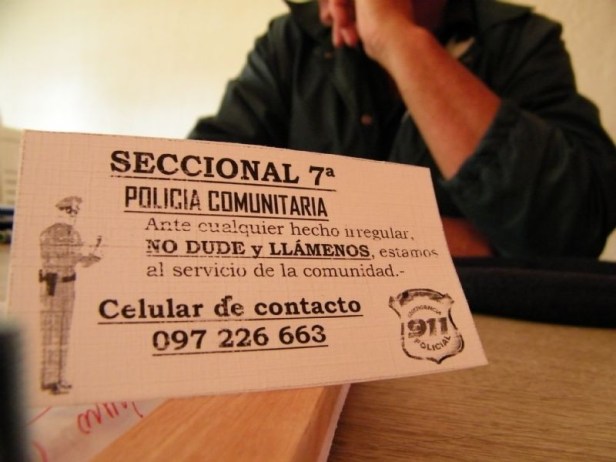 SECCIONAL 7ª
POLICIA COMUNITARIA
Ante cualquier hecho irregular,
NO DUDE y LLÁMENOS, estamos
al servicio de la comunidad.-
Celular de contacto
097 226 663
911
POLICIAL